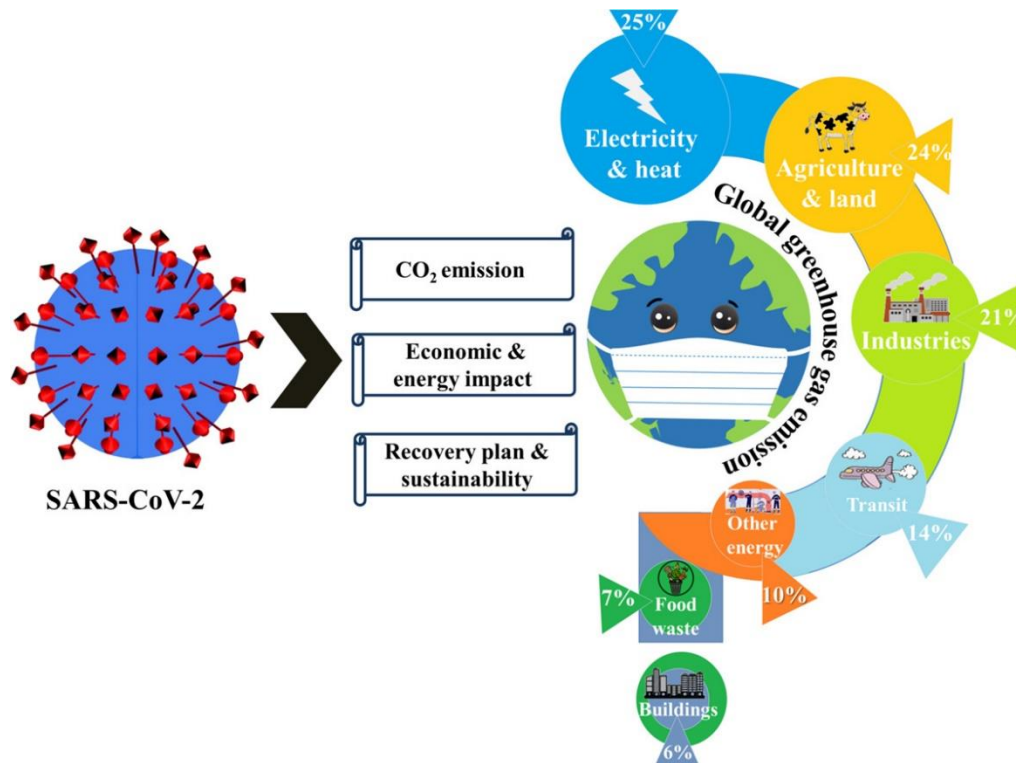 SARS-CoV-2
CO₂ emission
Economic &
energy impact
Recovery plan &
sustainability
Global greenhouse gas emission
25%
Electricity
& heat
Agriculture
& land
24%
Industries
21%
Transit
14%
Other
energy
10%
7%
Food
waste
Buildings
6%